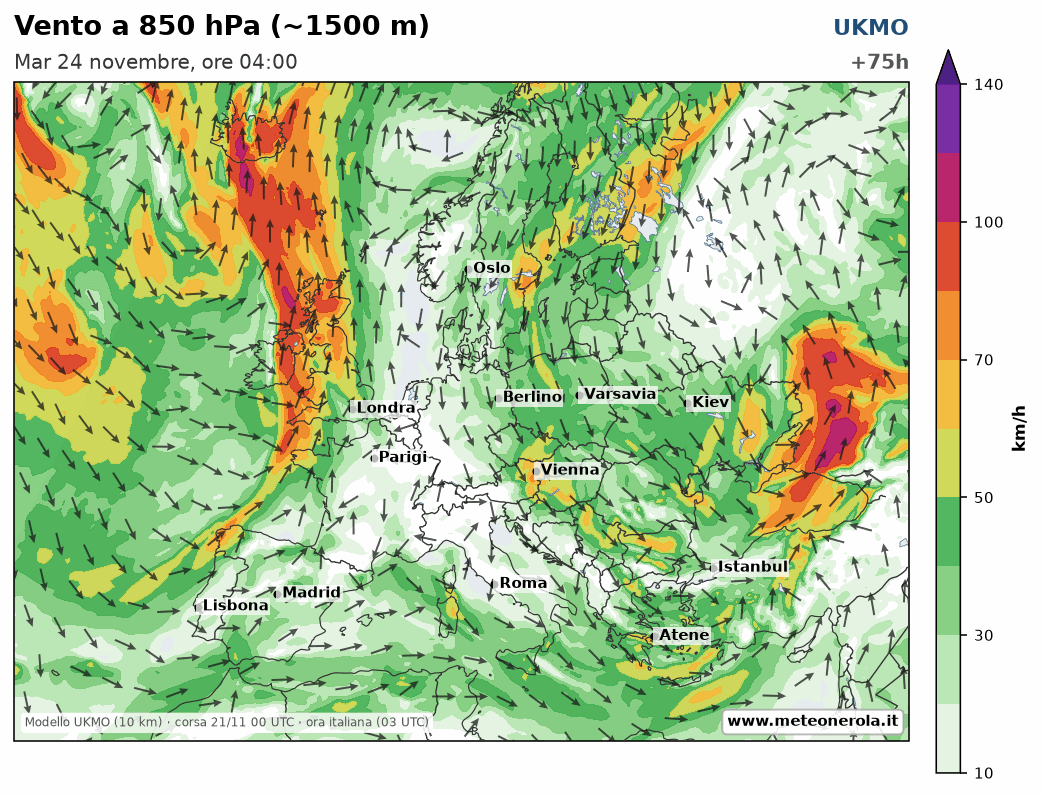 Vento a 850 hPa (~1500 m)
UKMO
Mar 24 novembre, ore 04:00
+75h
140
100
70
50
30
10
km/h
Oslo
Londra
Berlino
Varsavia
Kiev
Parigi
Vienna
Istanbul
Roma
Madrid
Lisbona
Atene
Modello UKMO (10 km) · corsa 21/11 00 UTC · ora italiana (03 UTC)
www.meteonerola.it